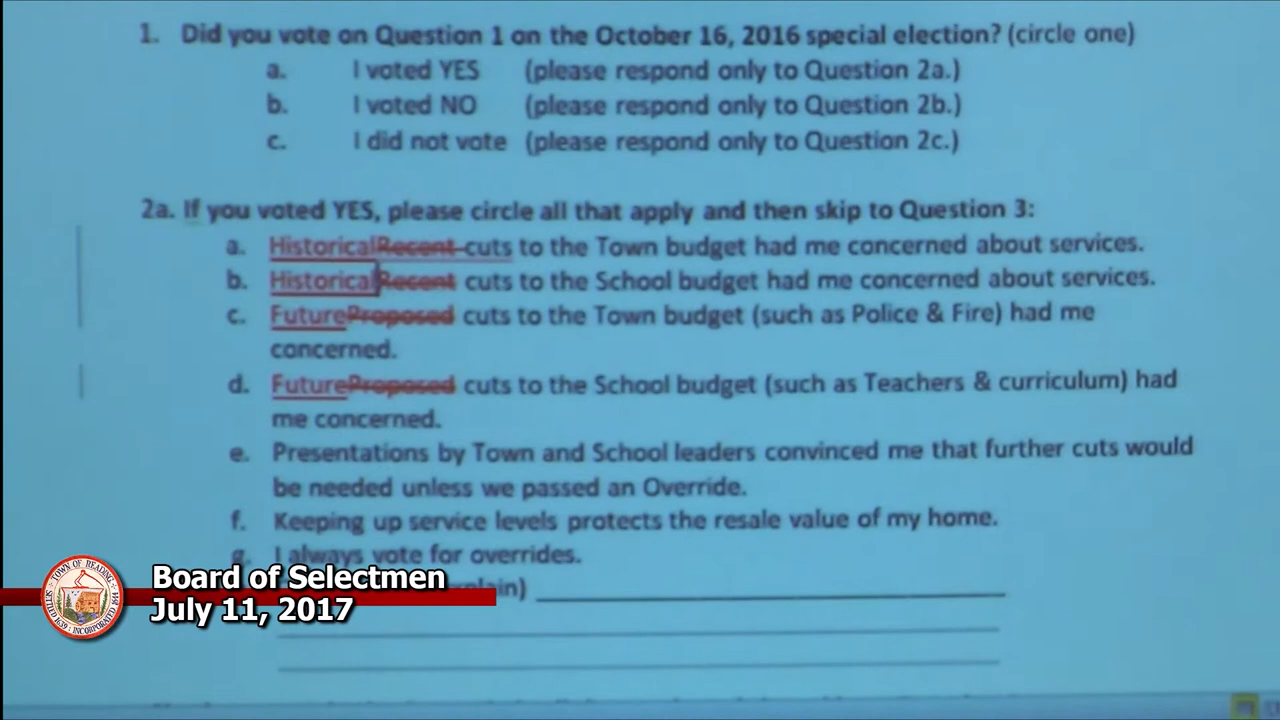 1. Did you vote on Question 1 on the October 16, 2016 special election? (circle one)
a. I voted YES (please respond only to Question 2a.)
b. I voted NO (please respond only to Question 2b.)
c. I did not vote (please respond only to Question 2c.)
2a. If you voted YES, please circle all that apply and then skip to Question 3:
a. HistoricalRecent cuts to the Town budget had me concerned about services.
b. HistoricalRecent cuts to the School budget had me concerned about services.
c. FutureProposed cuts to the Town budget (such as Police & Fire) had me
concerned.
d. FutureProposed cuts to the School budget (such as Teachers & curriculum) had
me concerned.
e. Presentations by Town and School leaders convinced me that further cuts would
be needed unless we passed an Override.
f. Keeping up service levels protects the resale value of my home.
g. I always vote for overrides.
TOWN OF READING
SETTLED 1639 INCORPORATED 1644
Board of Selectmen
July 11, 2017